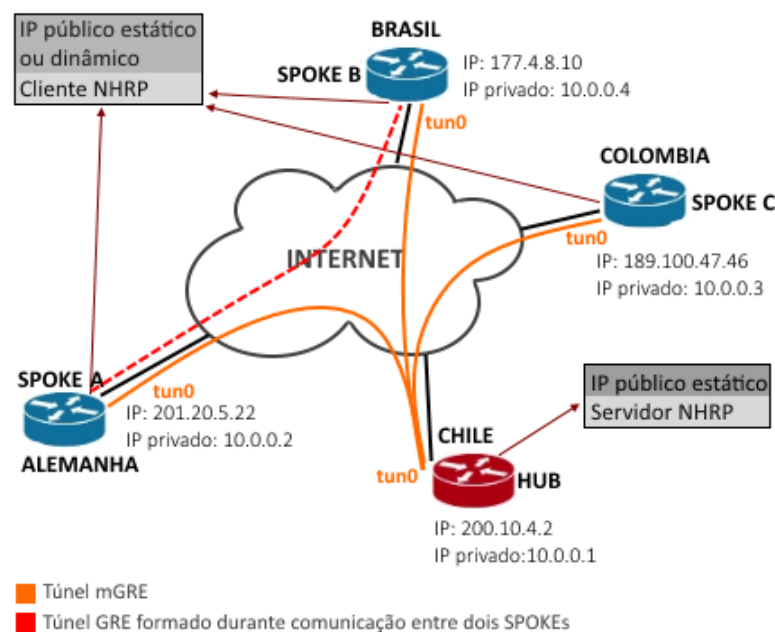 IP público estático
ou dinâmico
Cliente NHRP
BRASIL
SPOKE B
IP: 177.4.8.10
IP privado: 10.0.0.4
tun0
COLOMBIA
SPOKE C
tun0
IP: 189.100.47.46
IP privado: 10.0.0.3
INTERNET
SPOKE A
tun0
IP: 201.20.5.22
IP privado: 10.0.0.2
ALEMANHA
IP público estático
Servidor NHRP
CHILE
tun0
HUB
IP: 200.10.4.2
IP privado:10.0.0.1
Túnel mGRE
Túnel GRE formado durante comunicação entre dois SPOKEs